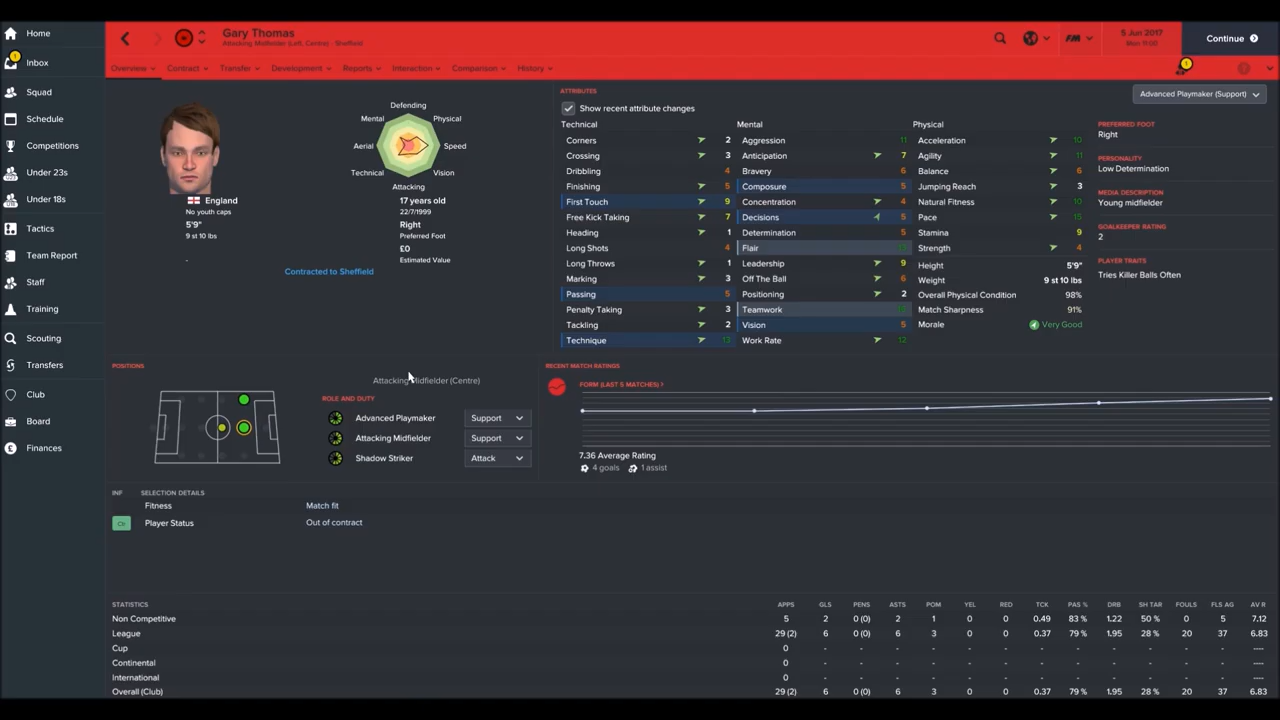 Home
Inbox
Squad
Schedule
Competitions
Under 23s
Under 18s
Tactics
Team Report
Staff
Training
Scouting
Transfers
Club
Board
Finances
Gary Thomas
Attacking Midfielder (Left, Centre) · Sheffield
FM
5 Jun 2017
Mon 11:00
Continue
Overview Contract Transfer Development Reports Interaction Comparison History
1
England
No youth caps
5'9"
9 st 10 lbs
-
Defending
Mental Physical
Aerial Speed
Technical Vision
Attacking
17 years old
22/7/1999
Right
Preferred Foot
£0
Estimated Value
Contracted to Sheffield
ATTRIBUTES
Show recent attribute changes
Advanced Playmaker (Support)
Technical
Corners 2
Crossing 3
Dribbling 4
Finishing 5
First Touch 9
Free Kick Taking 7
Heading 1
Long Shots 4
Long Throws 1
Marking 3
Passing 5
Penalty Taking 3
Tackling 2
Technique 13
Mental
Aggression 11
Anticipation 7
Bravery 6
Composure 5
Concentration 4
Decisions 5
Determination 5
Flair
Leadership 9
Off The Ball 6
Positioning 2
Teamwork
Vision 5
Work Rate 12
Physical
Acceleration 10
Agility 11
Balance 6
Jumping Reach 3
Natural Fitness 10
Pace 15
Stamina 9
Strength 4
Height 5'9"
Weight 9 st 10 lbs
Overall Physical Condition 98%
Match Sharpness 91%
Morale Very Good
PREFERRED FOOT
Right
PERSONALITY
Low Determination
MEDIA DESCRIPTION
Young midfielder
GOALKEEPER RATING
2
PLAYER TRAITS
Tries Killer Balls Often
POSITIONS
Attacking Midfielder (Centre)
ROLE AND DUTY
Advanced Playmaker Support
Attacking Midfielder Support
Shadow Striker Attack
RECENT MATCH RATINGS
FORM (LAST 5 MATCHES) ›
7.36 Average Rating
4 goals 1 assist
INF SELECTION DETAILS
Fitness Match fit
Ctr Player Status Out of contract
STATISTICS APPS GLS PENS ASTS POM YEL RED TCK PAS % DRB SH TAR FOULS FLS AG AV R
Non Competitive 5 2 0 (0) 2 1 0 0 0.49 83 % 1.22 50 % 0 5 7.12
League 29 (2) 6 0 (0) 6 3 0 0 0.37 79 % 1.95 28 % 20 37 6.83
Cup 0 - - - - - - - - - - - - ----
Continental 0 - - - - - - - - - - - - ----
International 0 - - - - - - - - - - - - ----
Overall (Club) 29 (2) 6 0 (0) 6 3 0 0 0.37 79 % 1.95 28 % 20 37 6.83